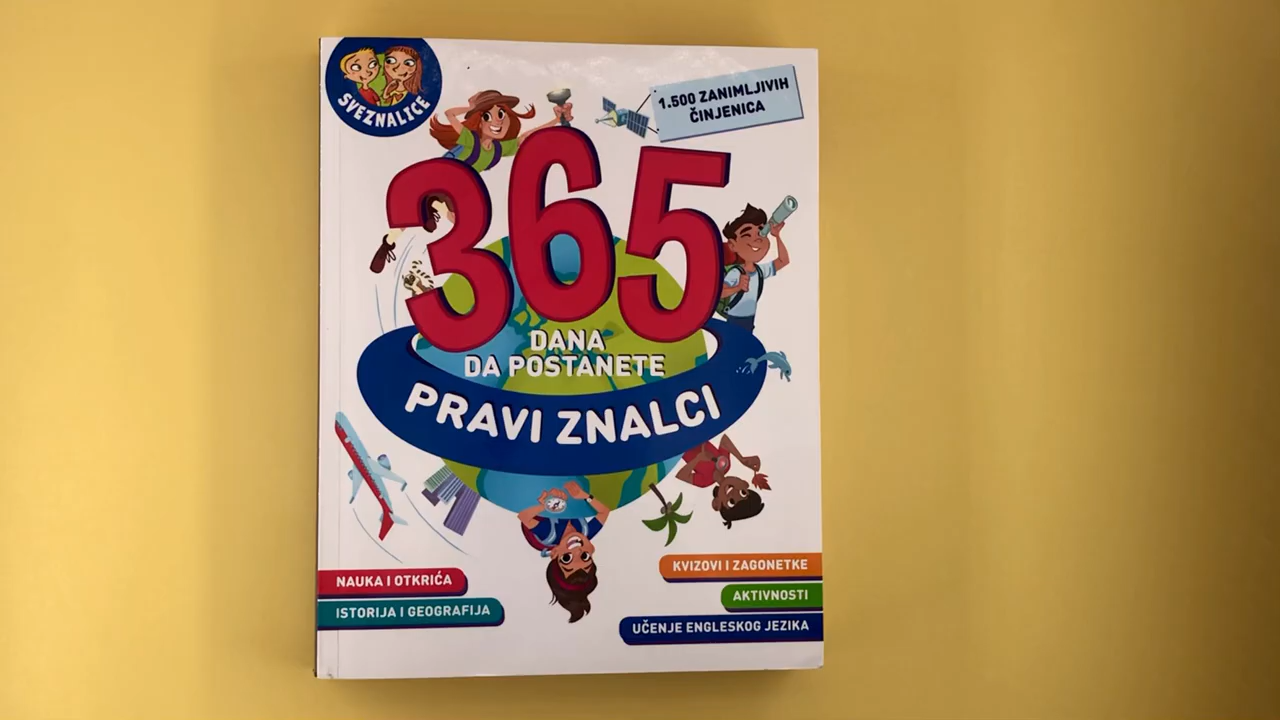 SVEZNALICE
1.500 ZANIMLJIVIH
ČINJENICA
365
DANA
DA POSTANETE
PRAVI ZNALCI
NAUKA I OTKRIĆA
ISTORIJA I GEOGRAFIJA
KVIZOVI I ZAGONETKE
AKTIVNOSTI
UČENJE ENGLESKOG JEZIKA